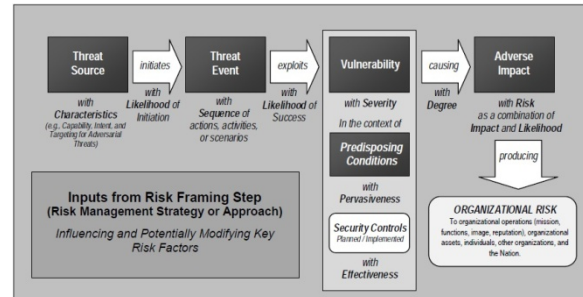 Threat
Source
with
Characteristics
(e.g., Capability, Intent, and
Targeting for Adversarial
Threats)
initiates
with
Likelihood of
Initiation
Threat
Event
with
Sequence of
actions, activities,
or scenarios
exploits
with
Likelihood of
Success
Vulnerability
with Severity
In the context of
Predisposing
Conditions
with
Pervasiveness
Security Controls
Planned / Implemented
with
Effectiveness
causing
with
Degree
Adverse
Impact
with Risk
as a combination of
Impact and Likelihood
producing
ORGANIZATIONAL RISK
To organizational operations (mission,
functions, image, reputation), organizational
assets, individuals, other organizations, and
the Nation.
Inputs from Risk Framing Step
(Risk Management Strategy or Approach)
Influencing and Potentially Modifying Key
Risk Factors